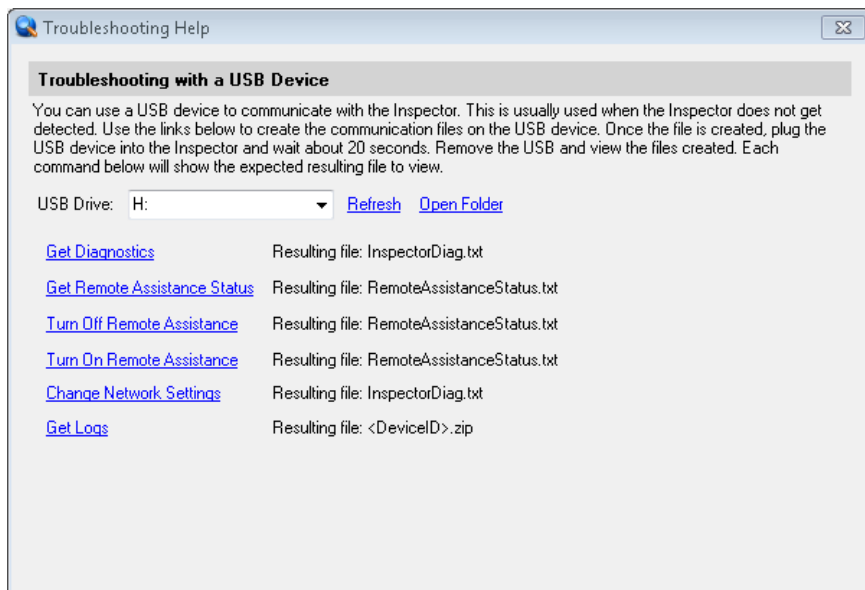 Troubleshooting Help
Troubleshooting with a USB Device
You can use a USB device to communicate with the Inspector. This is usually used when the Inspector does not get
detected. Use the links below to create the communication files on the USB device. Once the file is created, plug the
USB device into the Inspector and wait about 20 seconds. Remove the USB and view the files created. Each
command below will show the expected resulting file to view.
USB Drive: H: Refresh Open Folder
Get Diagnostics Resulting file: InspectorDiag.txt
Get Remote Assistance Status Resulting file: RemoteAssistanceStatus.txt
Turn Off Remote Assistance Resulting file: RemoteAssistanceStatus.txt
Turn On Remote Assistance Resulting file: RemoteAssistanceStatus.txt
Change Network Settings Resulting file: InspectorDiag.txt
Get Logs Resulting file: <DeviceID>.zip